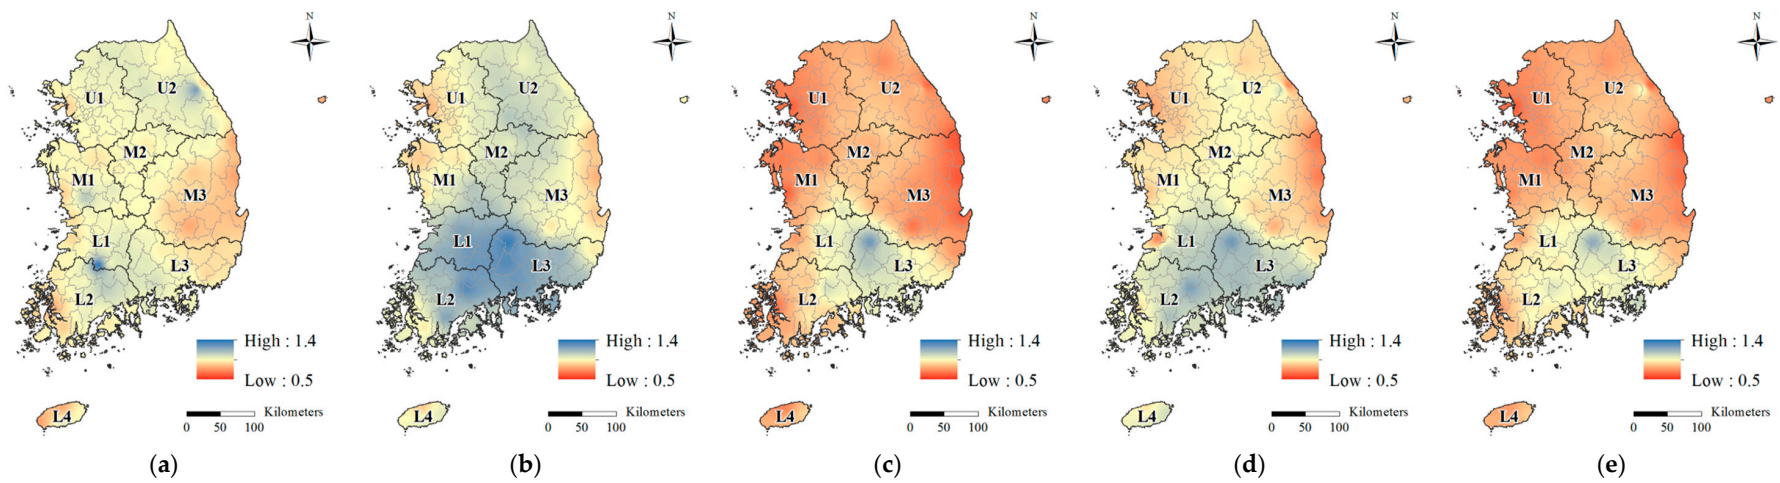 N
U1
U2
M2
M1
M3
L1
L3
L2
High : 1.4
Low : 0.5
L4
Kilometers
0 50 100
(a)
N
U1
U2
M2
M1
M3
L1
L3
L2
High : 1.4
Low : 0.5
L4
Kilometers
0 50 100
(b)
N
U1
U2
M2
M1
M3
L1
L3
L2
High : 1.4
Low : 0.5
L4
Kilometers
0 50 100
(c)
N
U1
U2
M2
M1
M3
L1
L3
L2
High : 1.4
Low : 0.5
L4
Kilometers
0 50 100
(d)
N
U1
U2
M2
M1
M3
L1
L3
L2
High : 1.4
Low : 0.5
L4
Kilometers
0 50 100
(e)